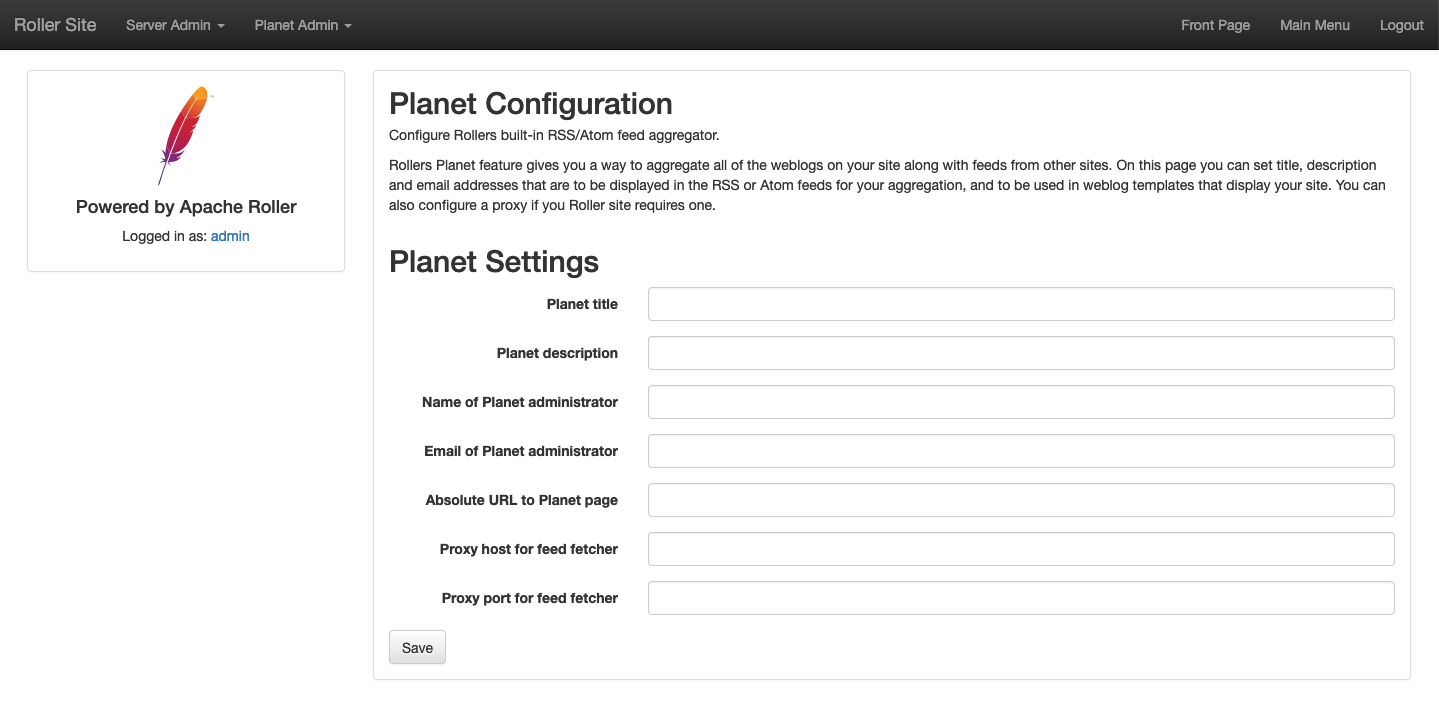 Roller Site Server Admin Planet Admin Front Page Main Menu Logout
Powered by Apache Roller
Logged in as: admin
Planet Configuration
Configure Rollers built-in RSS/Atom feed aggregator.
Rollers Planet feature gives you a way to aggregate all of the weblogs on your site along with feeds from other sites. On this page you can set title, description
and email addresses that are to be displayed in the RSS or Atom feeds for your aggregation, and to be used in weblog templates that display your site. You can
also configure a proxy if you Roller site requires one.
Planet Settings
Planet title
Planet description
Name of Planet administrator
Email of Planet administrator
Absolute URL to Planet page
Proxy host for feed fetcher
Proxy port for feed fetcher
Save